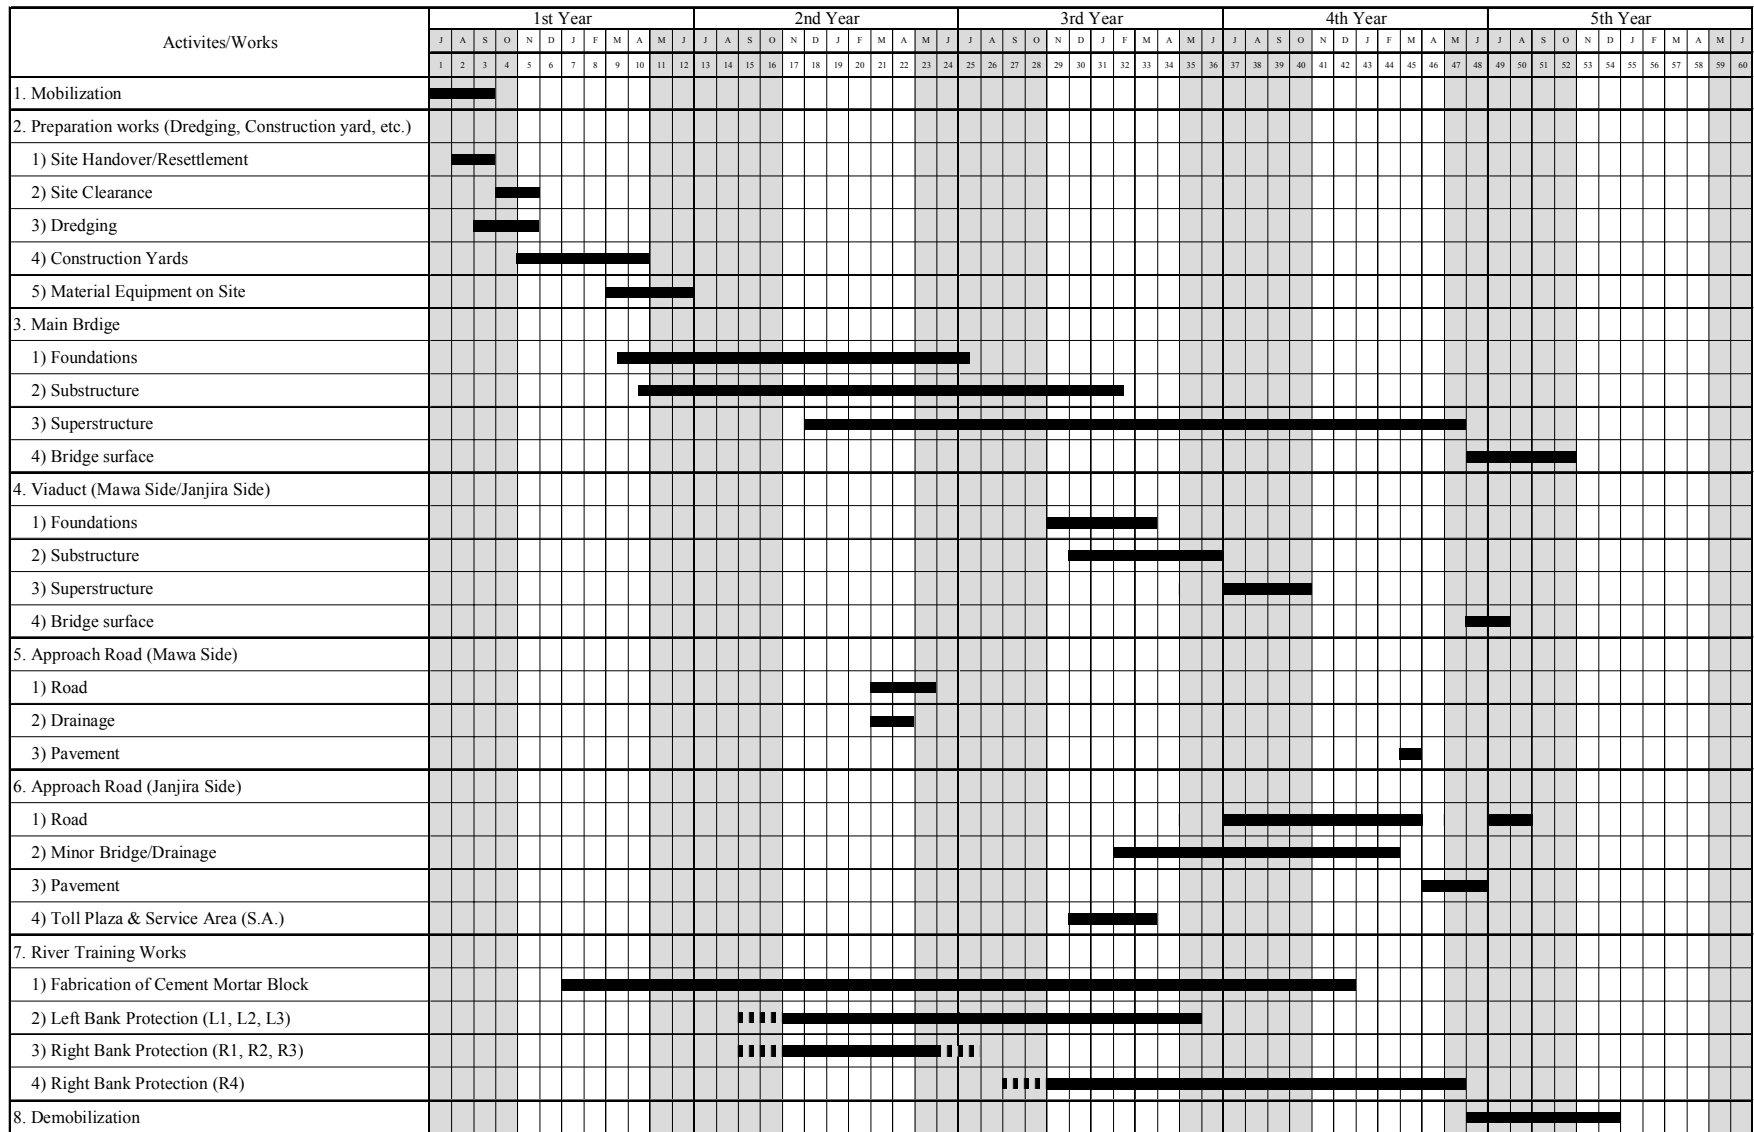 1st Year 2nd Year 3rd Year 4th Year 5th Year
Activites/Works
J A S O N D J F M A M J J A S O N D J F M A M J J A S O N D J F M A M J J A S O N D J F M A M J J A S O N D J F M A M J
1 2 3 4 5 6 7 8 9 10 11 12 13 14 15 16 17 18 19 20 21 22 23 24 25 26 27 28 29 30 31 32 33 34 35 36 37 38 39 40 41 42 43 44 45 46 47 48 49 50 51 52 53 54 55 56 57 58 59 60
1. Mobilization
2. Preparation works (Dredging, Construction yard, etc.)
1) Site Handover/Resettlement
2) Site Clearance
3) Dredging
4) Construction Yards
5) Material Equipment on Site
3. Main Brdige
1) Foundations
2) Substructure
3) Superstructure
4) Bridge surface
4. Viaduct (Mawa Side/Janjira Side)
1) Foundations
2) Substructure
3) Superstructure
4) Bridge surface
5. Approach Road (Mawa Side)
1) Road
2) Drainage
3) Pavement
6. Approach Road (Janjira Side)
1) Road
2) Minor Bridge/Drainage
3) Pavement
4) Toll Plaza & Service Area (S.A.)
7. River Training Works
1) Fabrication of Cement Mortar Block
2) Left Bank Protection (L1, L2, L3)
3) Right Bank Protection (R1, R2, R3)
4) Right Bank Protection (R4)
8. Demobilization